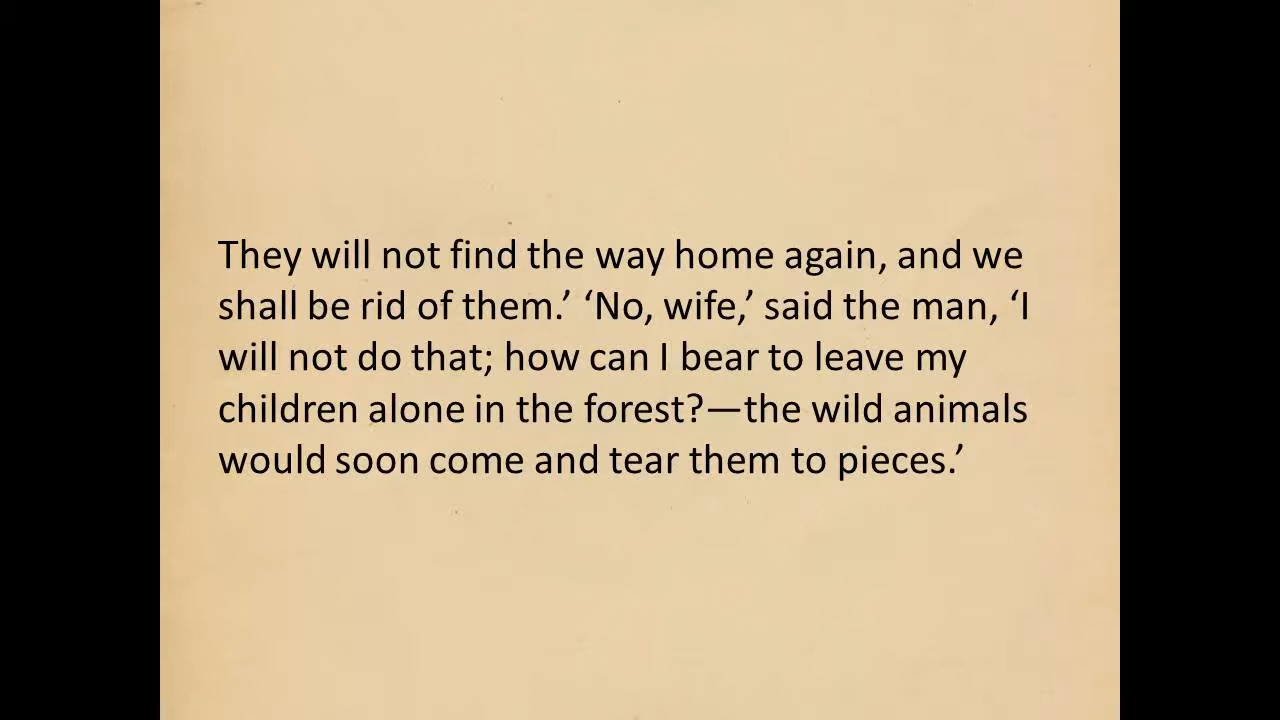 They will not find the way home again, and we
shall be rid of them.’ ‘No, wife,’ said the man, ‘I
will not do that; how can I bear to leave my
children alone in the forest?—the wild animals
would soon come and tear them to pieces.’